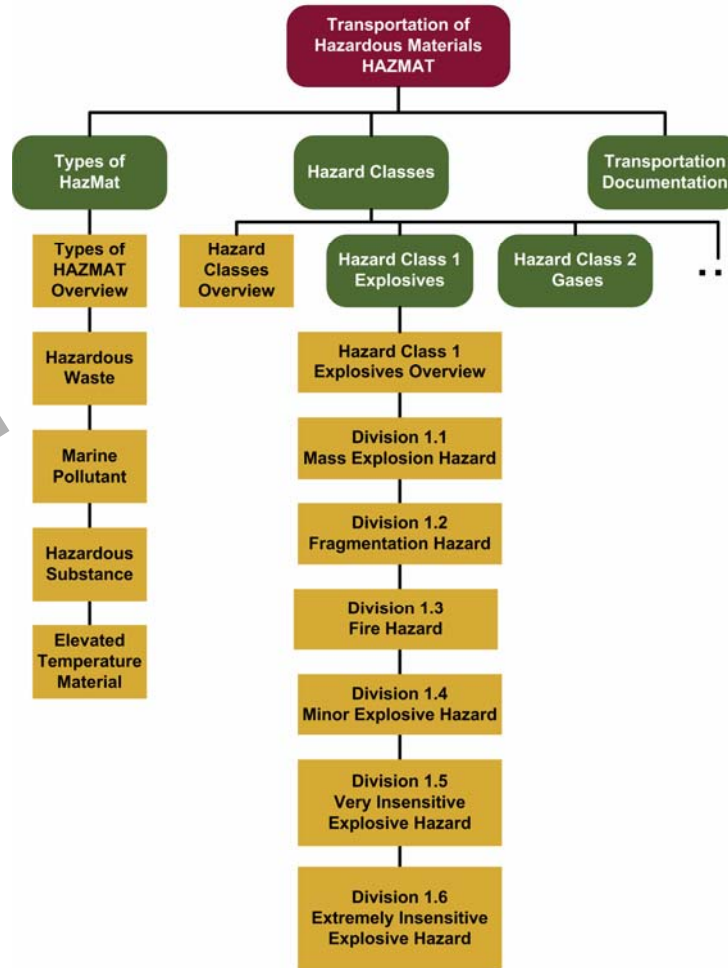 Transportation of
Hazardous Materials
HAZMAT
Types of
HazMat
Hazard Classes
Transportation
Documentation
Types of
HAZMAT
Overview
Hazard
Classes
Overview
Hazard Class 1
Explosives
Hazard Class 2
Gases
..
Hazardous
Waste
Marine
Pollutant
Hazardous
Substance
Elevated
Temperature
Material
Hazard Class 1
Explosives Overview
Division 1.1
Mass Explosion Hazard
Division 1.2
Fragmentation Hazard
Division 1.3
Fire Hazard
Division 1.4
Minor Explosive Hazard
Division 1.5
Very Insensitive
Explosive Hazard
Division 1.6
Extremely Insensitive
Explosive Hazard